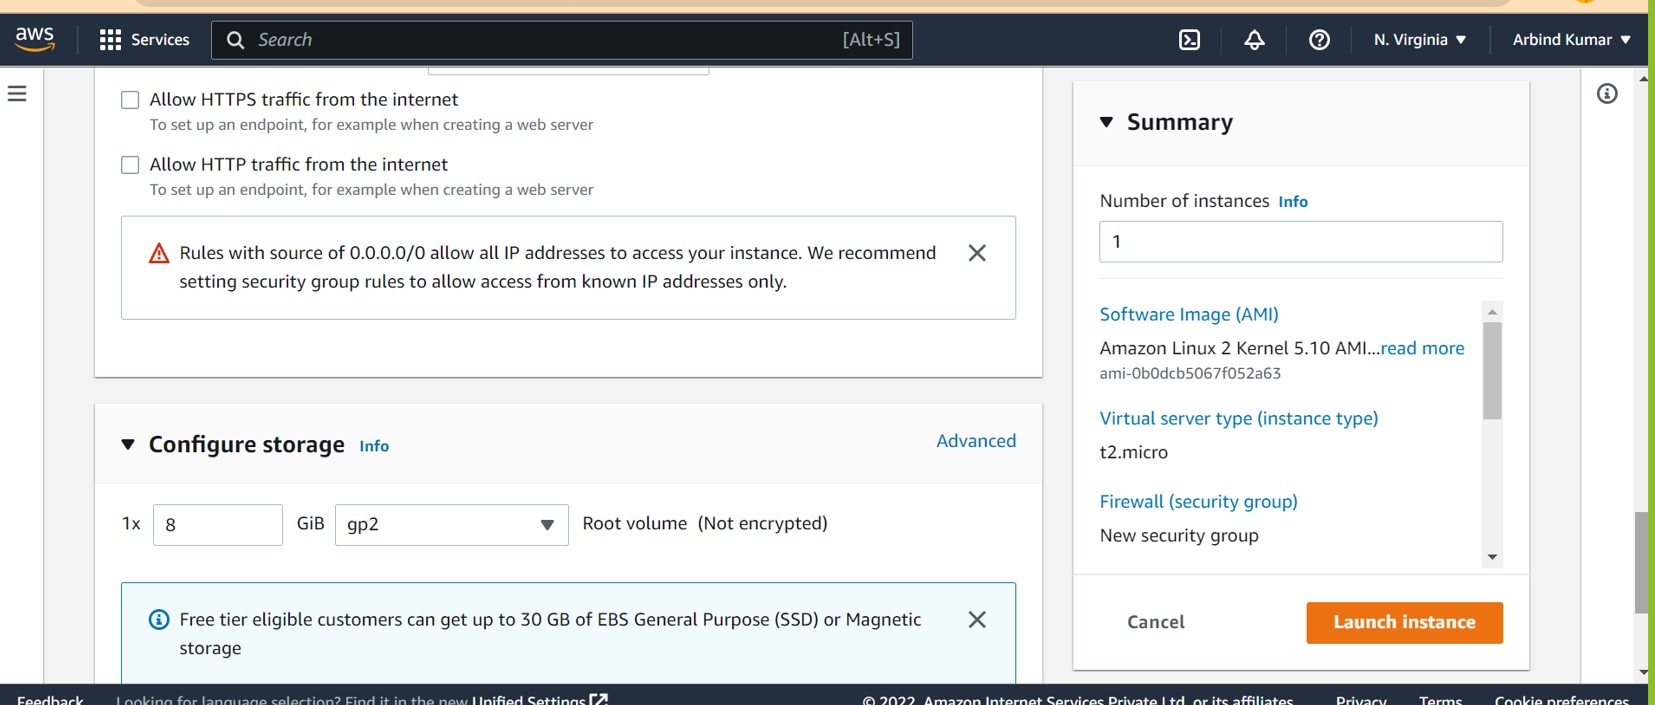 aws
Services
Search
[Alt+S]
N. Virginia
Arbind Kumar
Allow HTTPS traffic from the internet
To set up an endpoint, for example when creating a web server
Allow HTTP traffic from the internet
To set up an endpoint, for example when creating a web server
Rules with source of 0.0.0.0/0 allow all IP addresses to access your instance. We recommend
setting security group rules to allow access from known IP addresses only.
Configure storage Info
Advanced
1x 8 GiB gp2 Root volume (Not encrypted)
Free tier eligible customers can get up to 30 GB of EBS General Purpose (SSD) or Magnetic
storage
Summary
Number of instances Info
1
Software Image (AMI)
Amazon Linux 2 Kernel 5.10 AMI...read more
ami-0b0dcb5067f052a63
Virtual server type (instance type)
t2.micro
Firewall (security group)
New security group
Cancel
Launch instance
Feedback
Looking for language selection? Find it in the new Unified Settings
© 2022, Amazon Internet Services Private Ltd. or its affiliates.
Privacy
Terms
Cookie preferences